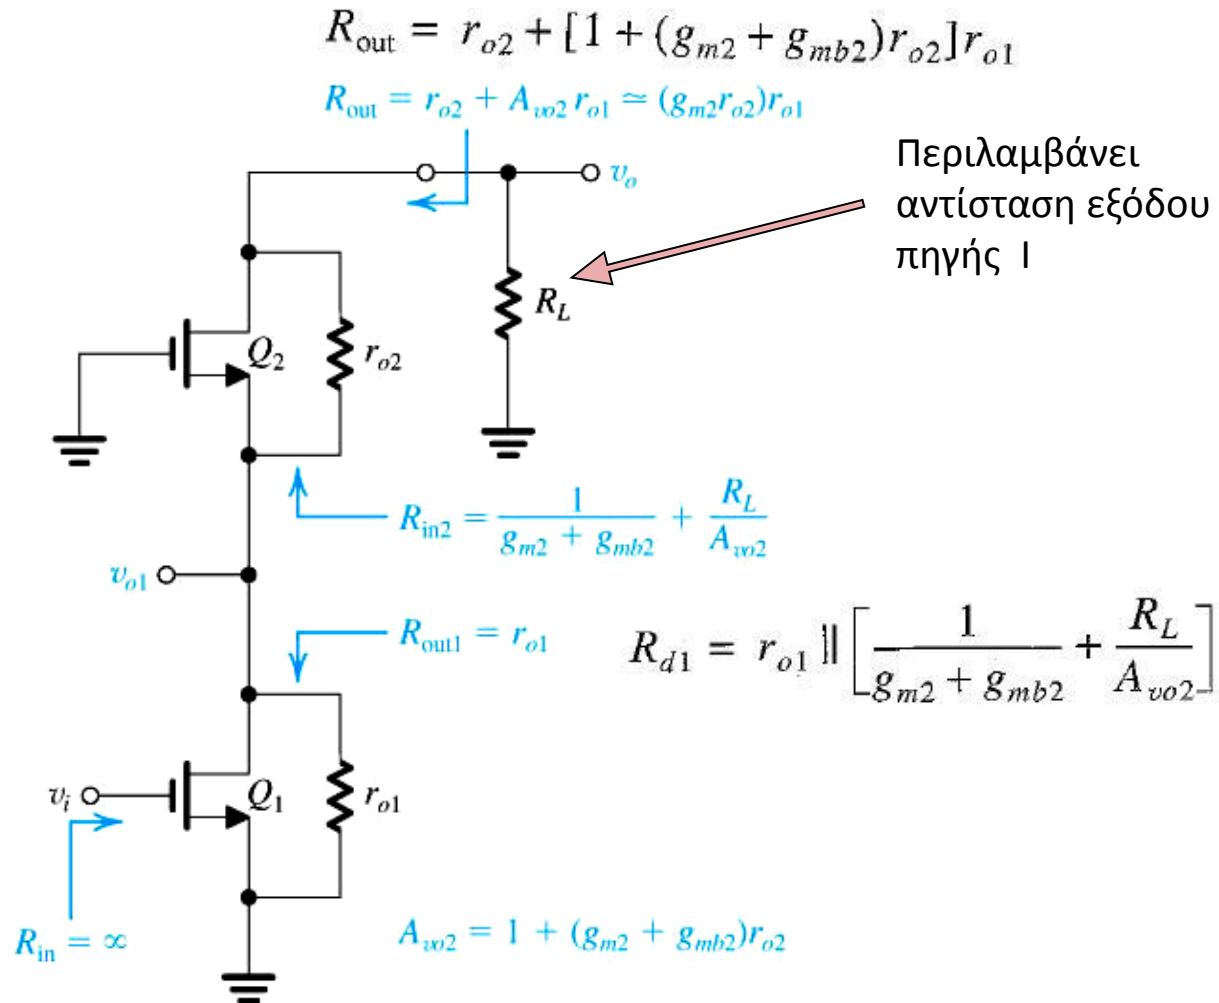 R_out = r_o2 + [1 + (g_m2 + g_mb2)r_o2]r_o1
R_out = r_o2 + A_vo2 r_o1 ≃ (g_m2 r_o2)r_o1
Περιλαμβάνει
αντίσταση εξόδου
πηγής Ι
v_o
R_L
Q_2
r_o2
R_in2 = 1/(g_m2 + g_mb2) + R_L/A_vo2
v_o1
R_out1 = r_o1
R_d1 = r_o1 || [1/(g_m2 + g_mb2) + R_L/A_vo2]
v_i
Q_1
r_o1
R_in = ∞
A_vo2 = 1 + (g_m2 + g_mb2)r_o2